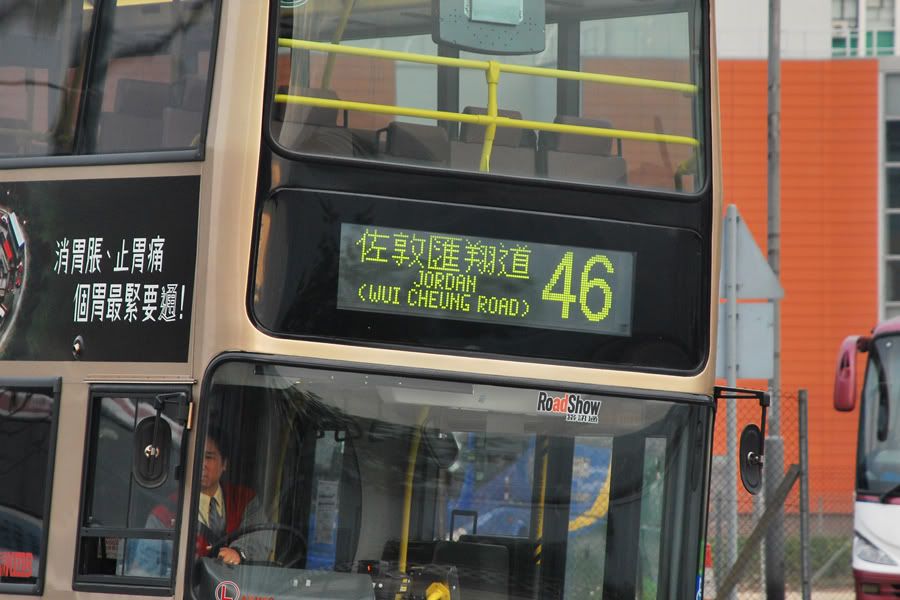 消胃脹、止胃痛
個胃最緊要通!
佐敦匯翔道
JORDAN
(WUI CHEUNG ROAD)
46
RoadShow
L